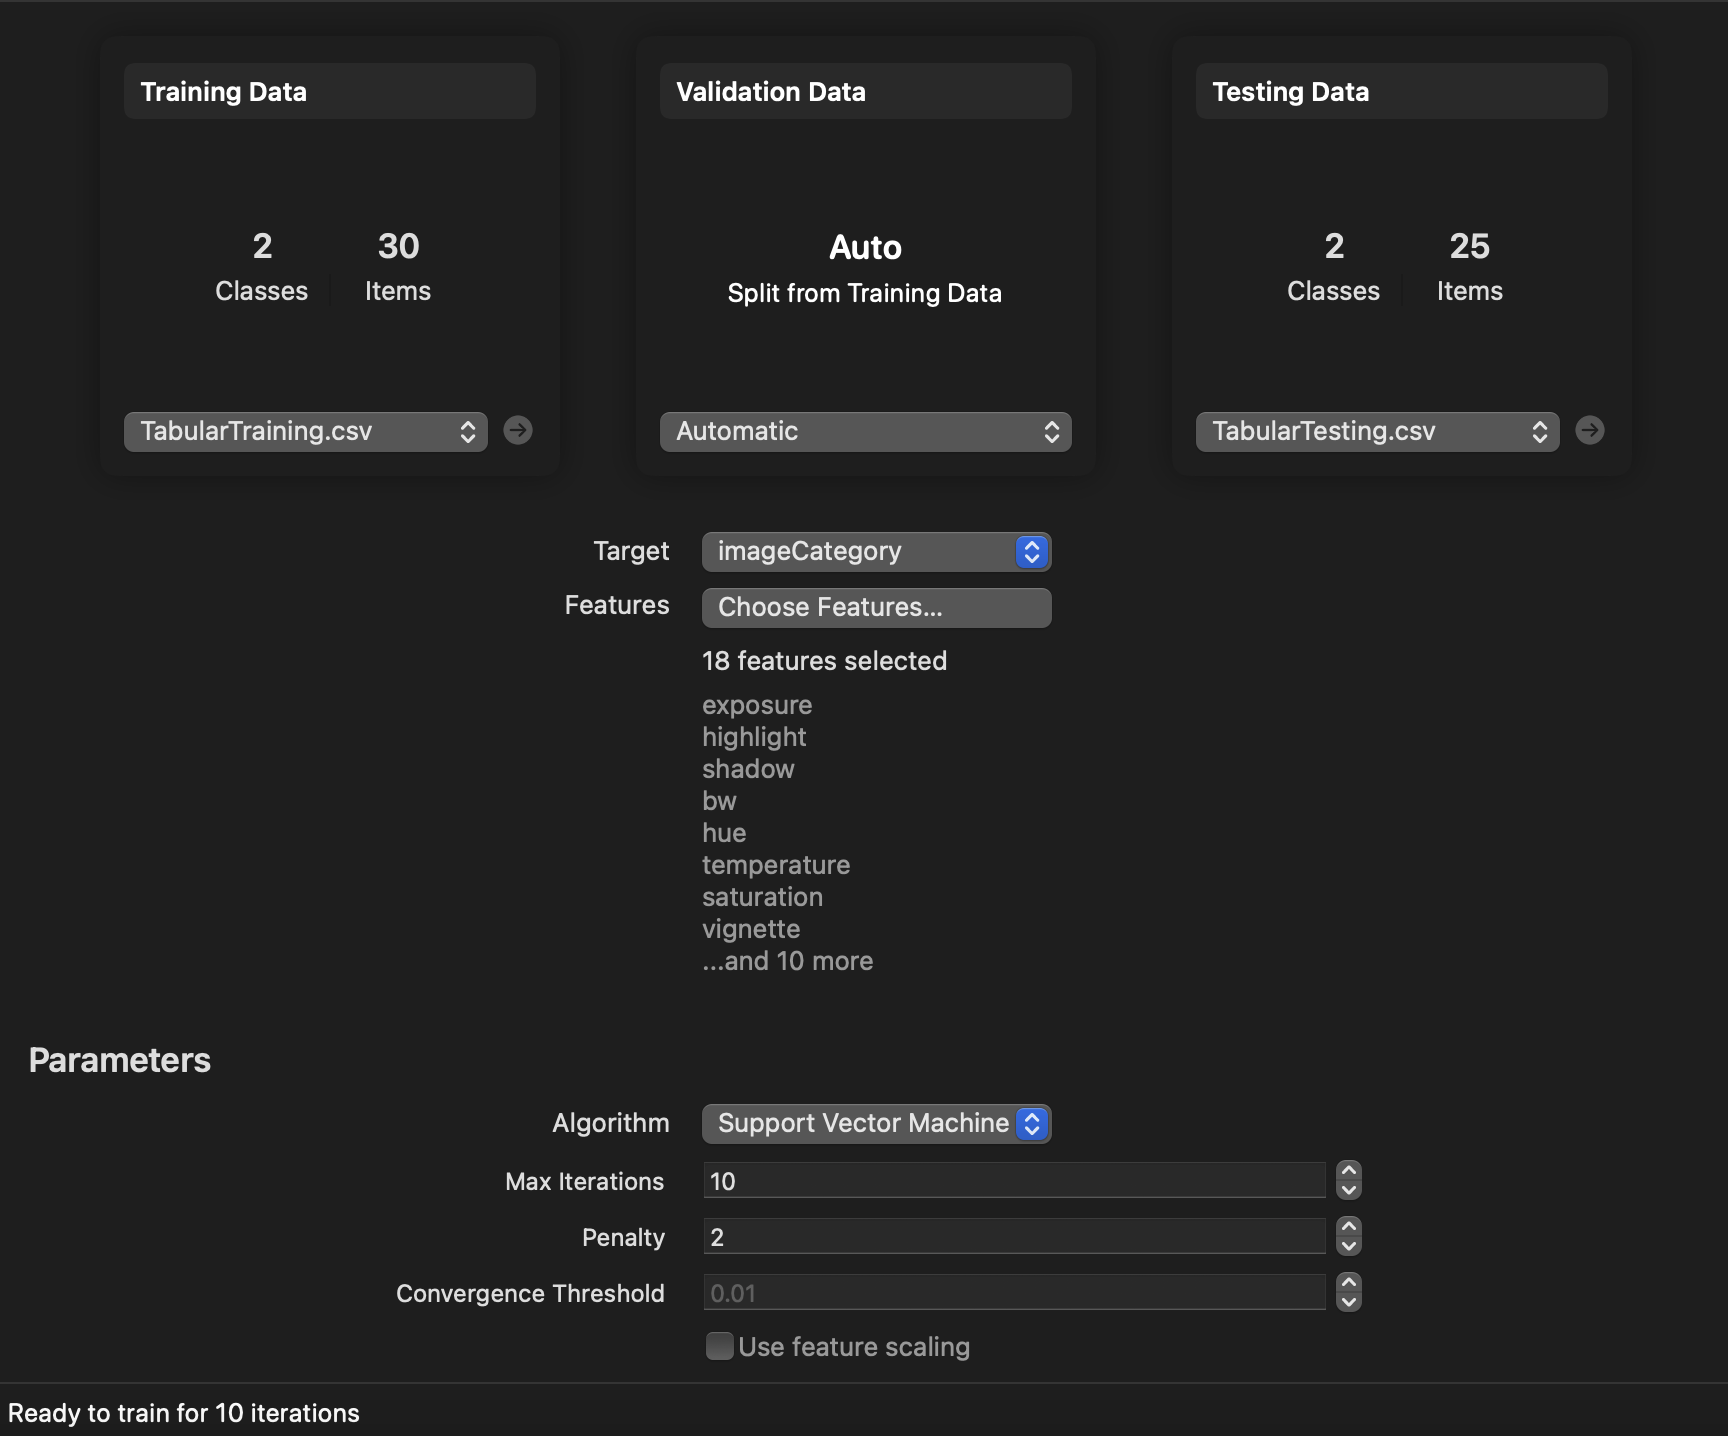 Training Data
Validation Data
Testing Data
2
30
Classes
Items
Auto
Split from Training Data
2
25
Classes
Items
TabularTraining.csv
Automatic
TabularTesting.csv
Target
imageCategory
Features
Choose Features...
18 features selected
exposure
highlight
shadow
bw
hue
temperature
saturation
vignette
...and 10 more
Parameters
Algorithm
Support Vector Machine
Max Iterations
10
Penalty
2
Convergence Threshold
0.01
Use feature scaling
Ready to train for 10 iterations